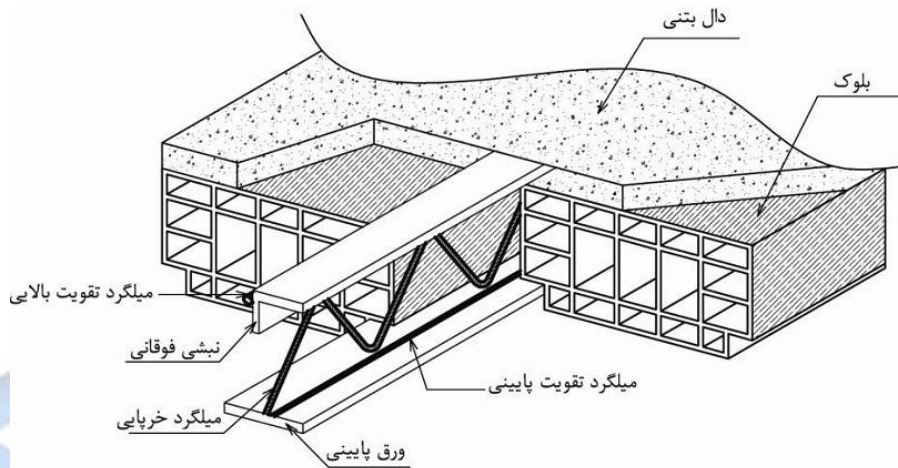 دال بتنی
بلوک
میلگرد تقویت بالایی
نبشی فوقانی
میلگرد تقویت پایینی
میلگرد خرپایی
ورق پایینی